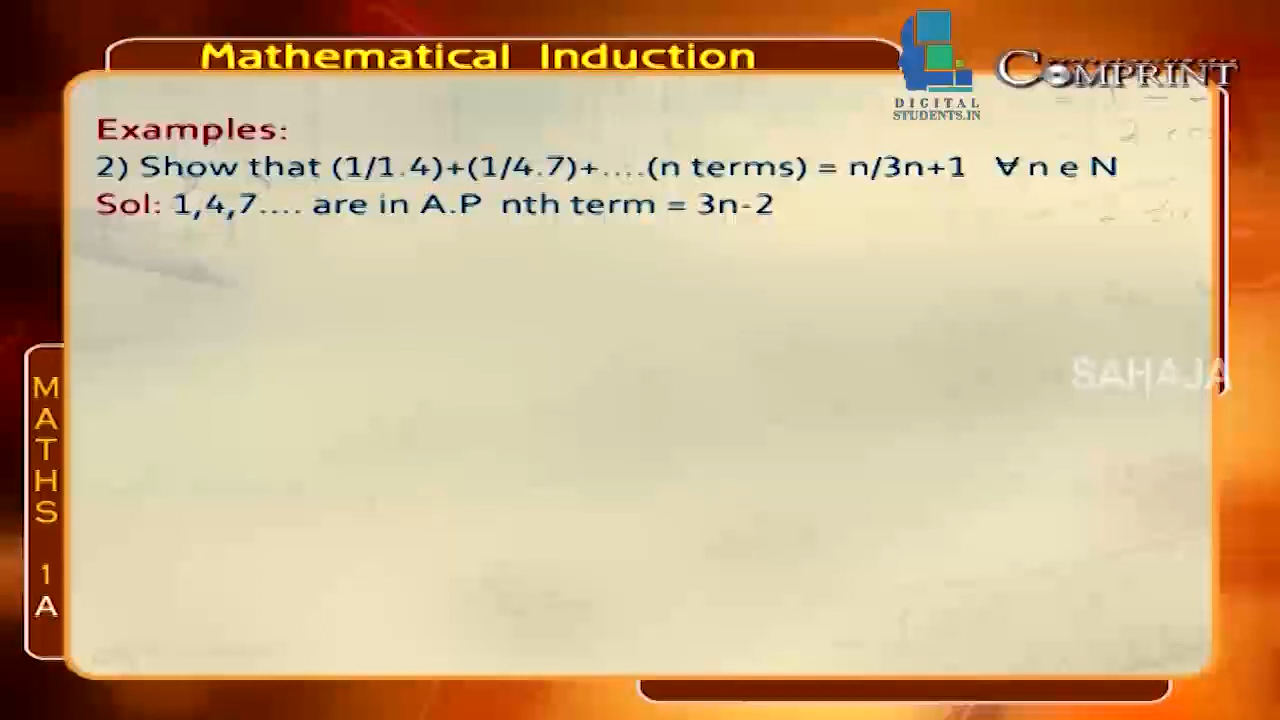 Mathematical Induction
DIGITAL
STUDENTS.IN
COMPRINT
Examples:
2) Show that (1/1.4)+(1/4.7)+....(n terms) = n/3n+1 ∀ n e N
Sol: 1,4,7.... are in A.P nth term = 3n-2
SAHAJA
MATHS 1A